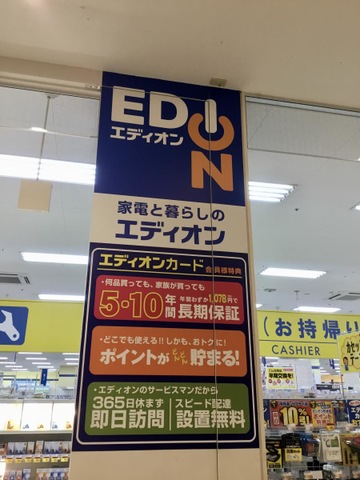 EDION
エディオン
家電と暮らしの
エディオン
エディオンカード 会員様特典
・何品買っても、家族が買っても
5・10年間 年間わずか1,078円で 長期保証
・どこでも使える!!しかも、おトクに!
ポイントが どんどん 貯まる!
・エディオンのサービスマンだから
365日休まず 即日訪問
スピード配達 設置無料
(お持帰り
CASHIER
10%